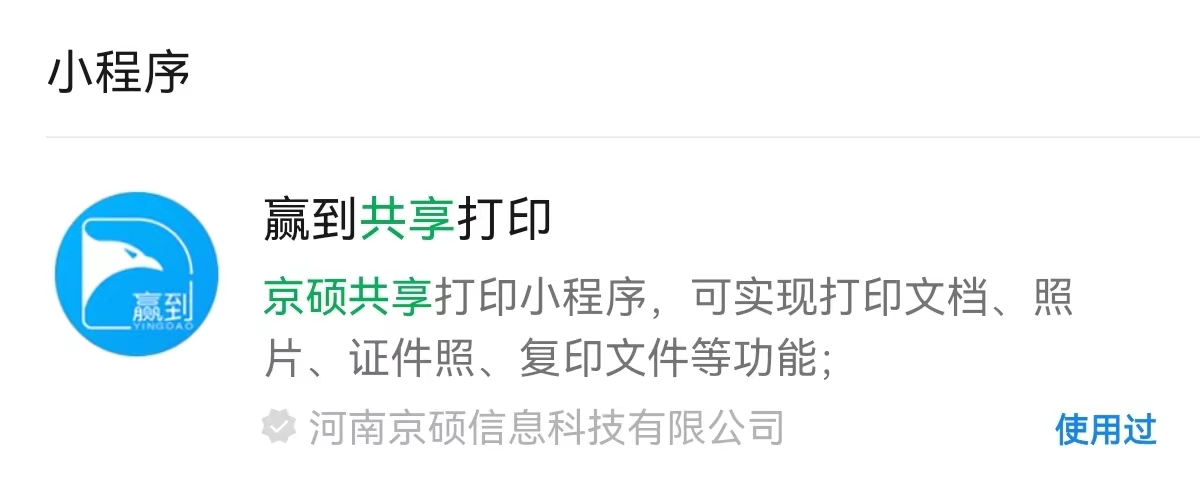 小程序
赢到共享打印
京硕共享打印小程序，可实现打印文档、照
片、证件照、复印文件等功能；
赢到
YINGDAO
河南京硕信息科技有限公司
使用过